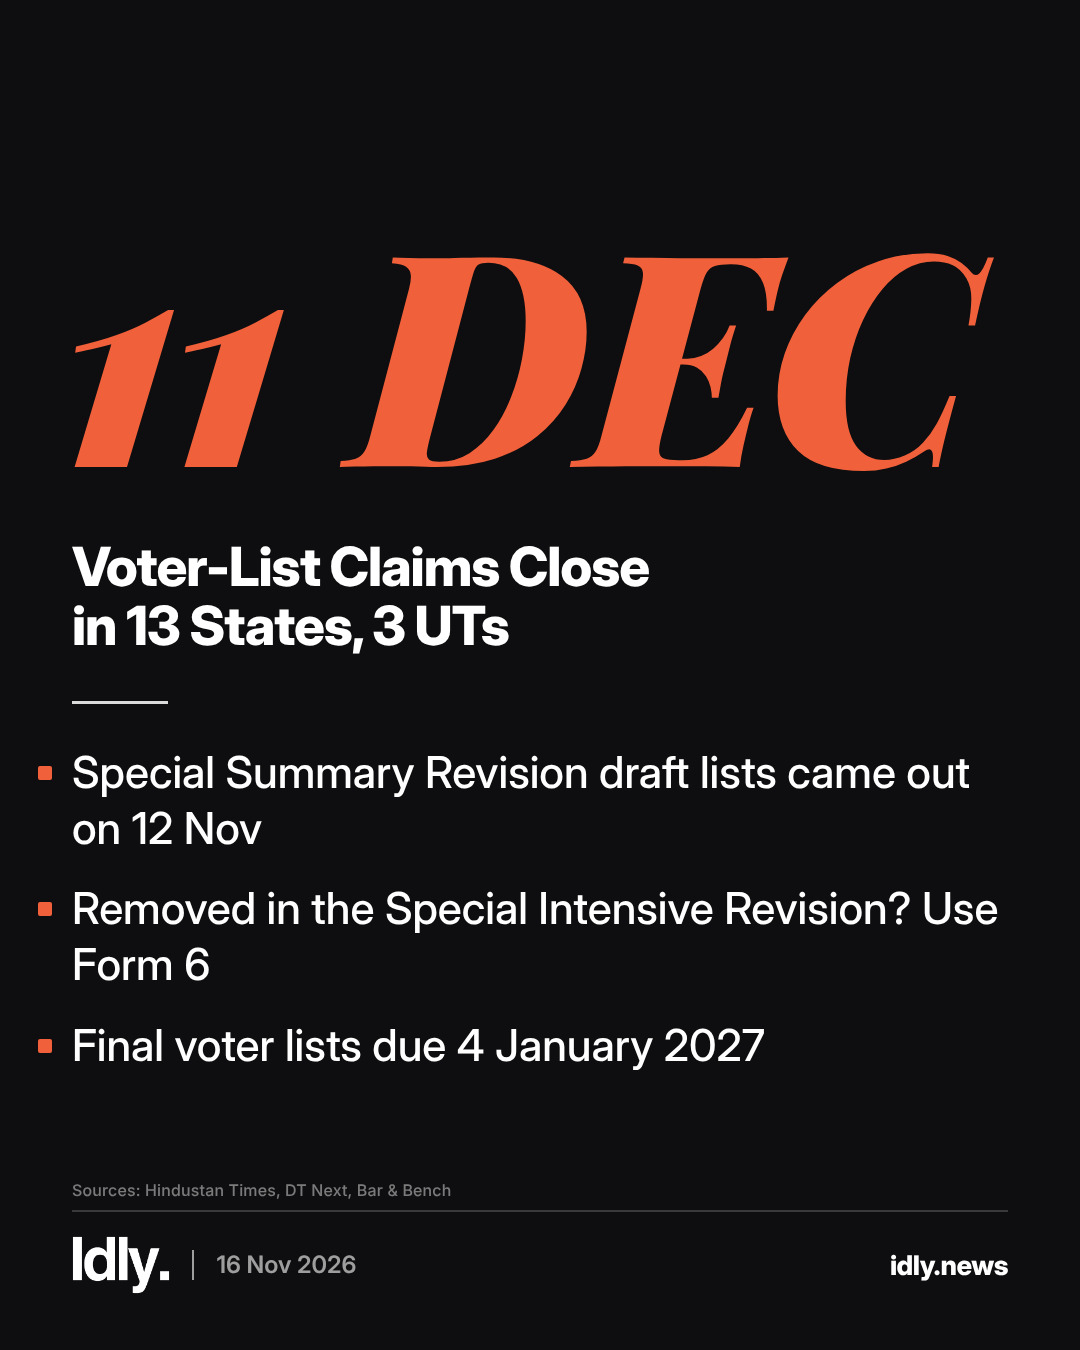 11 DEC
Voter-List Claims Close
in 13 States, 3 UTs
Special Summary Revision draft lists came out
on 12 Nov
Removed in the Special Intensive Revision? Use
Form 6
Final voter lists due 4 January 2027
Sources: Hindustan Times, DT Next, Bar & Bench
Idly. | 16 Nov 2026
idly.news